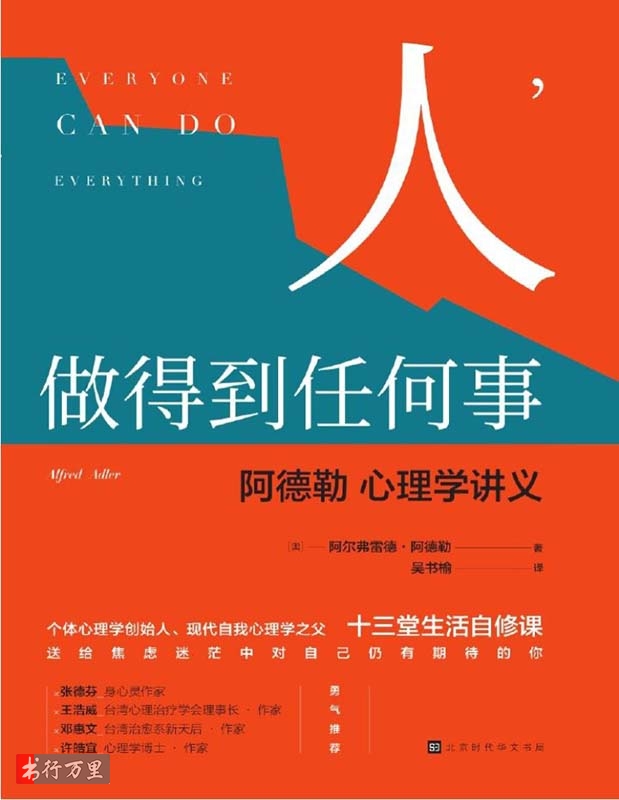 EVERYONE
CAN DO
EVERYTHING
人，
做得到任何事
Alfred Adler
阿德勒 心理学讲义
[奥] — 阿尔弗雷德·阿德勒 — 著
吴书榆 — 译
个体心理学创始人、现代自我心理学之父 十三堂生活自修课
送给焦虑迷茫中对自己仍有期待的你
张德芬 身心灵作家
王浩威 台湾心理治疗学会理事长·作家
邓惠文 台湾治愈系新天后·作家
许皓宜 心理学博士·作家
勇气推荐
北京时代华文书局
书行万里